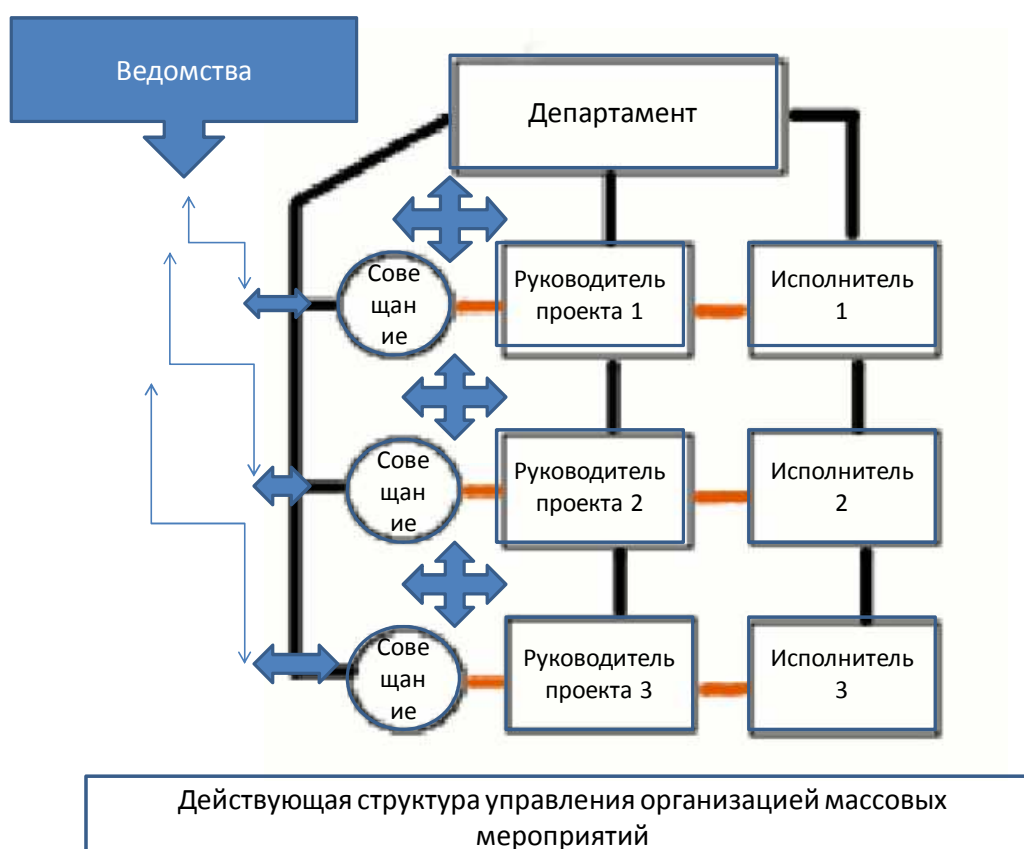 Ведомства
Департамент
Сове
щан
ие
Руководитель
проекта 1
Исполнитель
1
Сове
щан
ие
Руководитель
проекта 2
Исполнитель
2
Сове
щан
ие
Руководитель
проекта 3
Исполнитель
3
Действующая структура управления организацией массовых
мероприятий